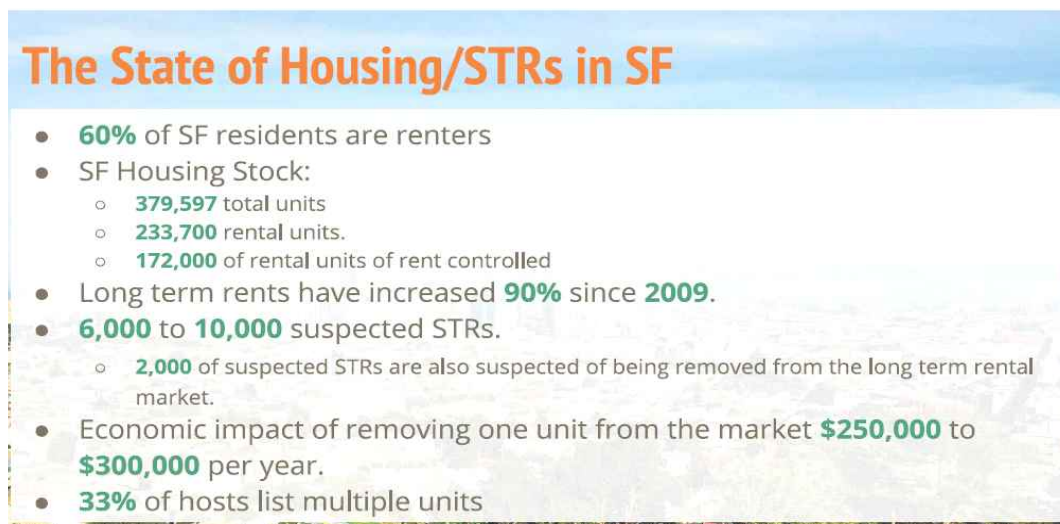 The State of Housing/STRs in SF
● 60% of SF residents are renters
● SF Housing Stock:
○ 379,597 total units
○ 233,700 rental units.
○ 172,000 of rental units of rent controlled
● Long term rents have increased 90% since 2009.
● 6,000 to 10,000 suspected STRs.
○ 2,000 of suspected STRs are also suspected of being removed from the long term rental
market.
● Economic impact of removing one unit from the market $250,000 to
$300,000 per year.
● 33% of hosts list multiple units